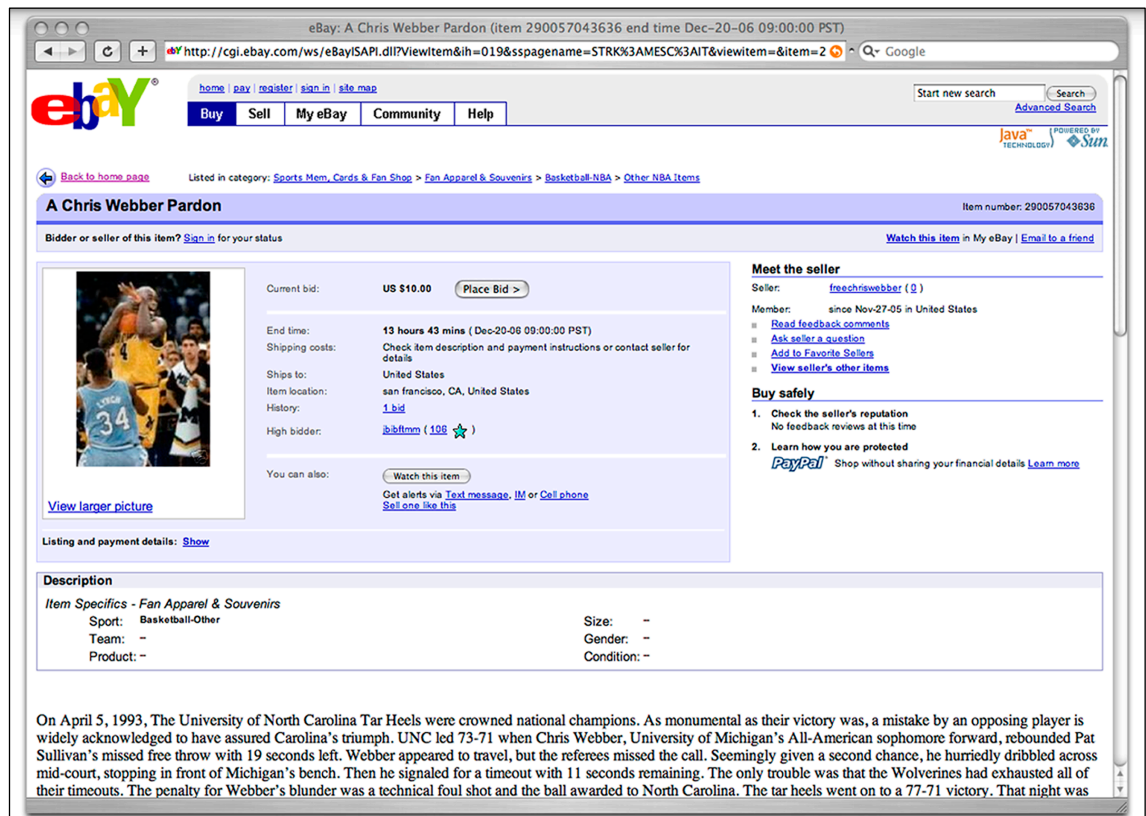 eBay: A Chris Webber Pardon (item 290057043636 end time Dec-20-06 09:00:00 PST)
http://cgi.ebay.com/ws/eBayISAPI.dll?ViewItem&ih=019&sspagename=STRK%3AMESC%3AIT&viewitem=&item=2
Google
ebY®
home | pay | register | sign in | site map
Start new search Search
Buy Sell My eBay Community Help
Advanced Search
Java™ TECHNOLOGY POWERED BY Sun
Back to home page
Listed in category: Sports Mem, Cards & Fan Shop > Fan Apparel & Souvenirs > Basketball-NBA > Other NBA Items
A Chris Webber Pardon
Item number: 290057043636
Bidder or seller of this item? Sign in for your status
Watch this item in My eBay | Email to a friend
4
LYNCH
34
M
View larger picture
Listing and payment details: Show
Current bid: US $10.00 Place Bid >
End time: 13 hours 43 mins (Dec-20-06 09:00:00 PST)
Shipping costs: Check item description and payment instructions or contact seller for
details
Ships to: United States
Item location: san francisco, CA, United States
History: 1 bid
High bidder: jbibftmm ( 106 )
You can also: Watch this item
Get alerts via Text message, IM or Cell phone
Sell one like this
Meet the seller
Seller: freechriswebber ( 0 )
Member: since Nov-27-05 in United States
Read feedback comments
Ask seller a question
Add to Favorite Sellers
View seller's other items
Buy safely
1. Check the seller's reputation
No feedback reviews at this time
2. Learn how you are protected
PayPal Shop without sharing your financial details Learn more
Description
Item Specifics - Fan Apparel & Souvenirs
Sport: Basketball-Other Size: --
Team: -- Gender: --
Product: -- Condition: --
On April 5, 1993, The University of North Carolina Tar Heels were crowned national champions. As monumental as their victory was, a mistake by an opposing player is
widely acknowledged to have assured Carolina's triumph. UNC led 73-71 when Chris Webber, University of Michigan's All-American sophomore forward, rebounded Pat
Sullivan's missed free throw with 19 seconds left. Webber appeared to travel, but the referees missed the call. Seemingly given a second chance, he hurriedly dribbled across
mid-court, stopping in front of Michigan's bench. Then he signaled for a timeout with 11 seconds remaining. The only trouble was that the Wolverines had exhausted all of
their timeouts. The penalty for Webber's blunder was a technical foul shot and the ball awarded to North Carolina. The tar heels went on to a 77-71 victory. That night was